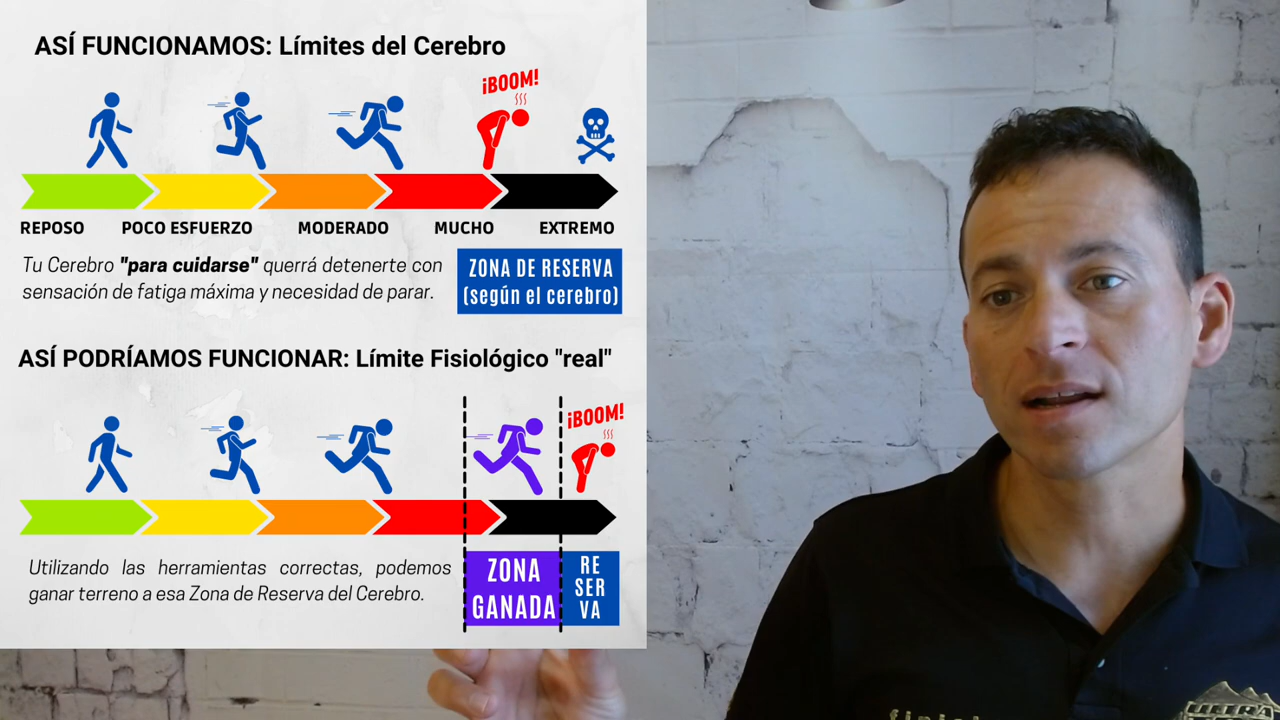 ASÍ FUNCIONAMOS: Límites del Cerebro
¡BOOM!
REPOSO POCO ESFUERZO MODERADO MUCHO EXTREMO
Tu Cerebro "para cuidarse" querrá detenerte con
sensación de fatiga máxima y necesidad de parar.
ZONA DE RESERVA
(según el cerebro)
ASÍ PODRÍAMOS FUNCIONAR: Límite Fisiológico "real"
¡BOOM!
Utilizando las herramientas correctas, podemos
ganar terreno a esa Zona de Reserva del Cerebro.
ZONA
GANADA
RE
SER
VA
ULTRA